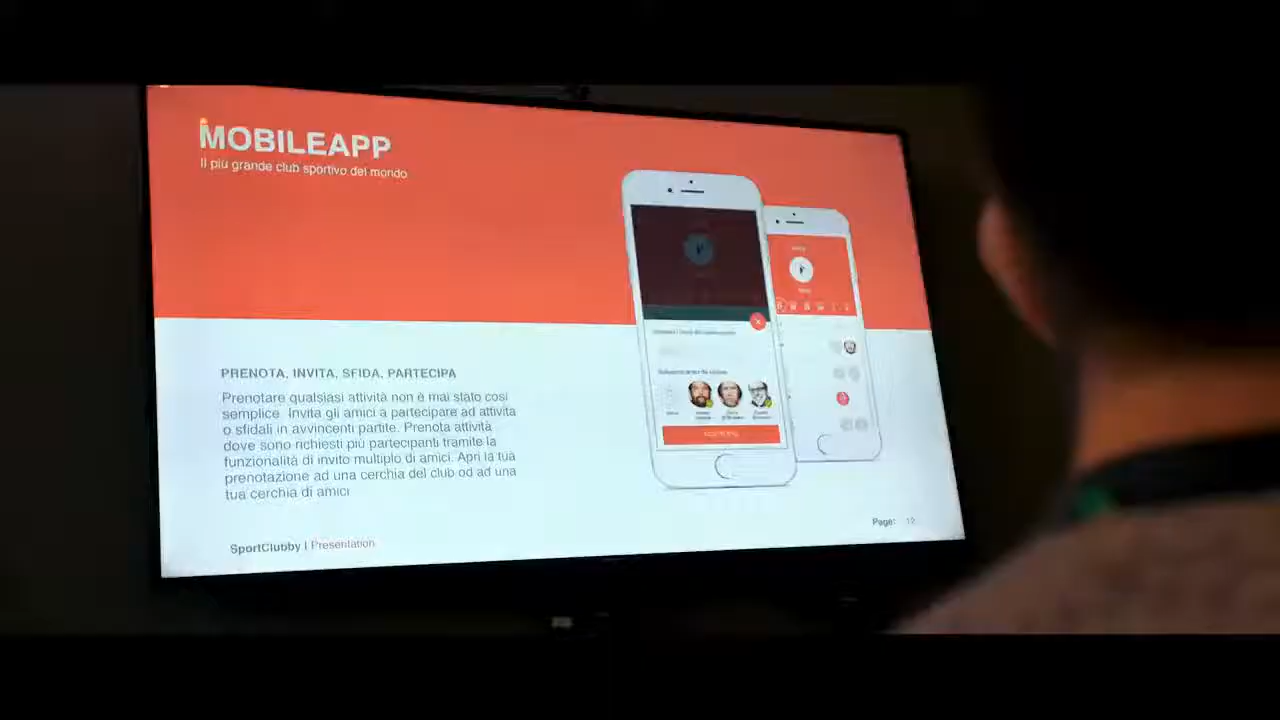 MOBILEAPP
Il più grande club sportivo del mondo
PRENOTA, INVITA, SFIDA, PARTECIPA
Prenotare qualsiasi attività non è mai stato così
semplice. Invita gli amici a partecipare ad attività
o sfidali in avvincenti partite. Prenota attività
dove sono richiesti più partecipanti tramite la
funzionalità di invito multiplo di amici. Apri la tua
prenotazione ad una cerchia del club od ad una
tua cerchia di amici
SportClubby | Presentation
Page: 12